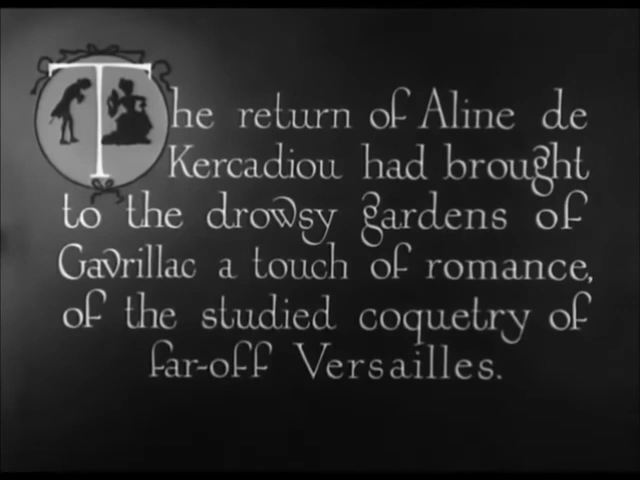 The return of Aline de
Kercadiou had brought
to the drowsy gardens of
Gavrillac a touch of romance,
of the studied coquetry of
far-off Versailles.